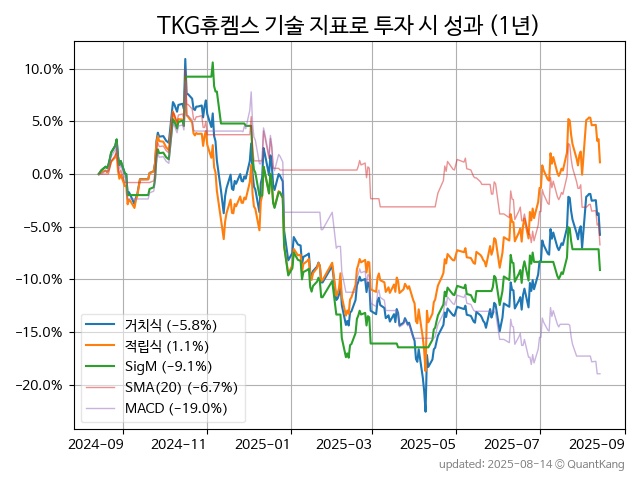 TKG휴켐스 기술 지표로 투자 시 성과 (1년)
10.0%
5.0%
0.0%
−5.0%
−10.0%
−15.0%
−20.0%
거치식 (−5.8%)
적립식 (1.1%)
SigM (−9.1%)
SMA(20) (−6.7%)
MACD (−19.0%)
2024−09
2024−11
2025−01
2025−03
2025−05
2025−07
2025−09
updated: 2025−08−14 © QuantKang